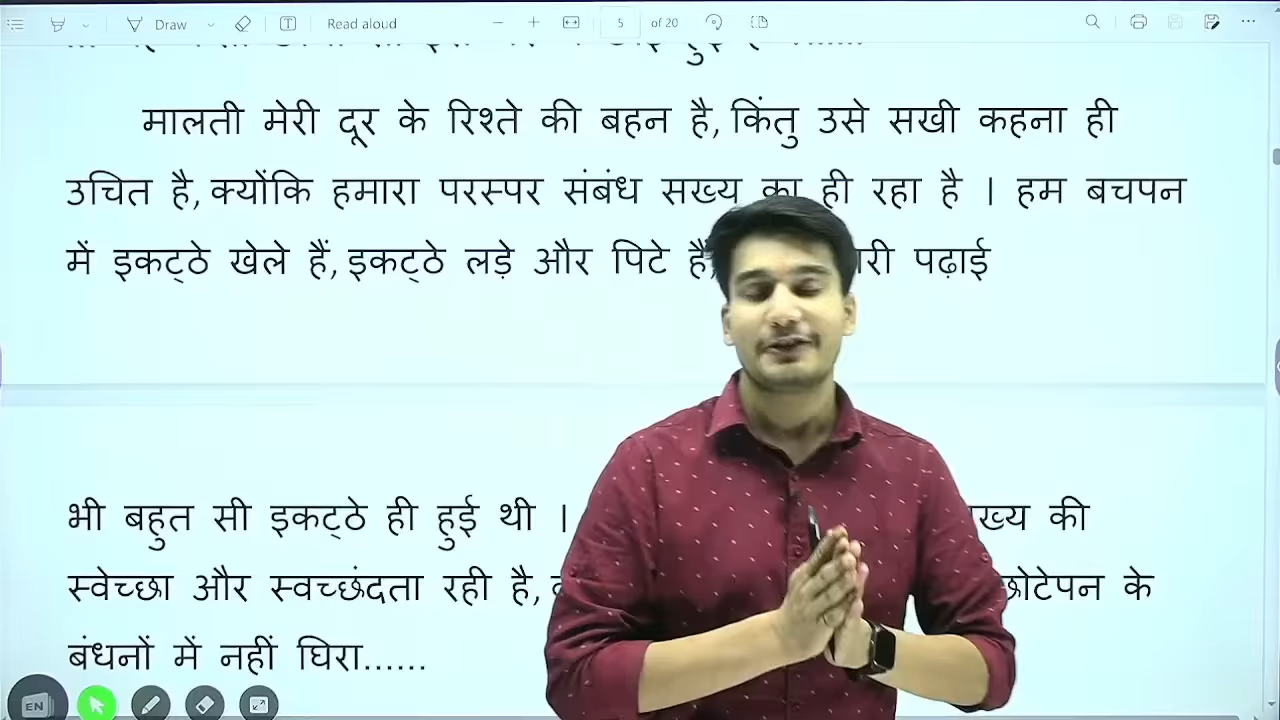 Draw
Read aloud
5 of 20
मालती मेरी दूर के रिश्ते की बहन है, किंतु उसे सखी कहना ही
उचित है, क्योंकि हमारा परस्पर संबंध सख्य का ही रहा है । हम बचपन
में इकट्ठे खेले हैं, इकट्ठे लड़े और पिटे हैं, पढ़ाई
भी बहुत सी इकट्ठे ही हुई थी । की
स्वेच्छा और स्वच्छंदता रही है, छोटेपन के
बंधनों में नहीं घिरा......
EN